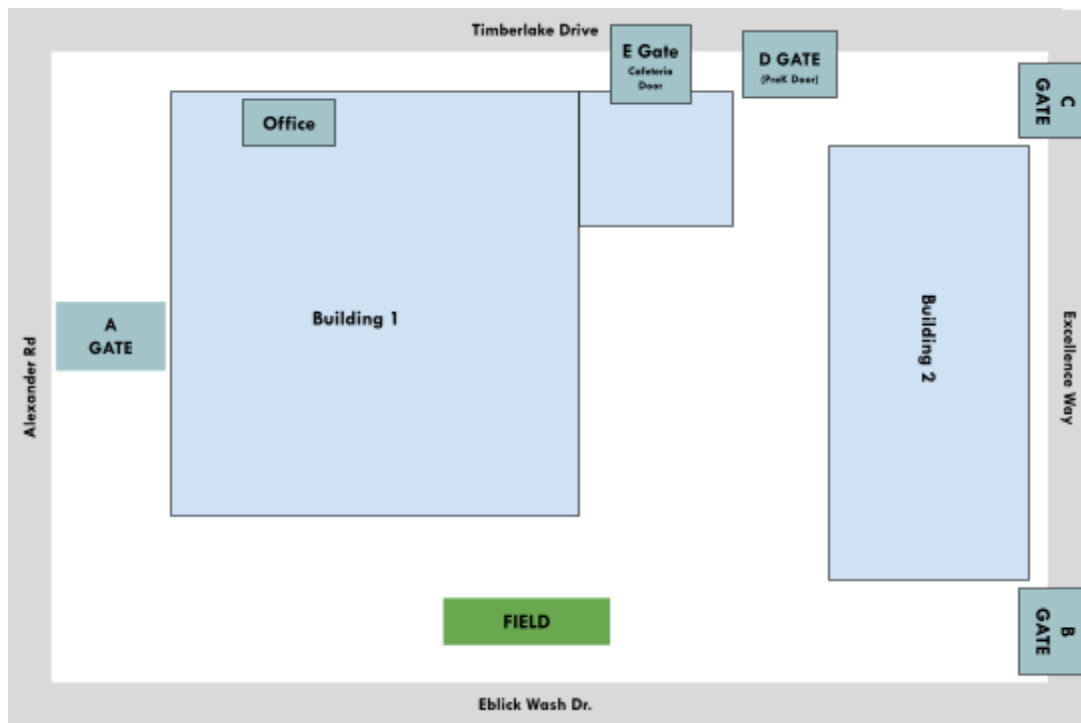 Timberlake Drive
E Gate
Cafeteria
Door
D GATE
(PreK Door)
C
GATE
Office
Building 1
A
GATE
Alexander Rd
Building 2
Excellence Way
FIELD
B
GATE
Eblick Wash Dr.